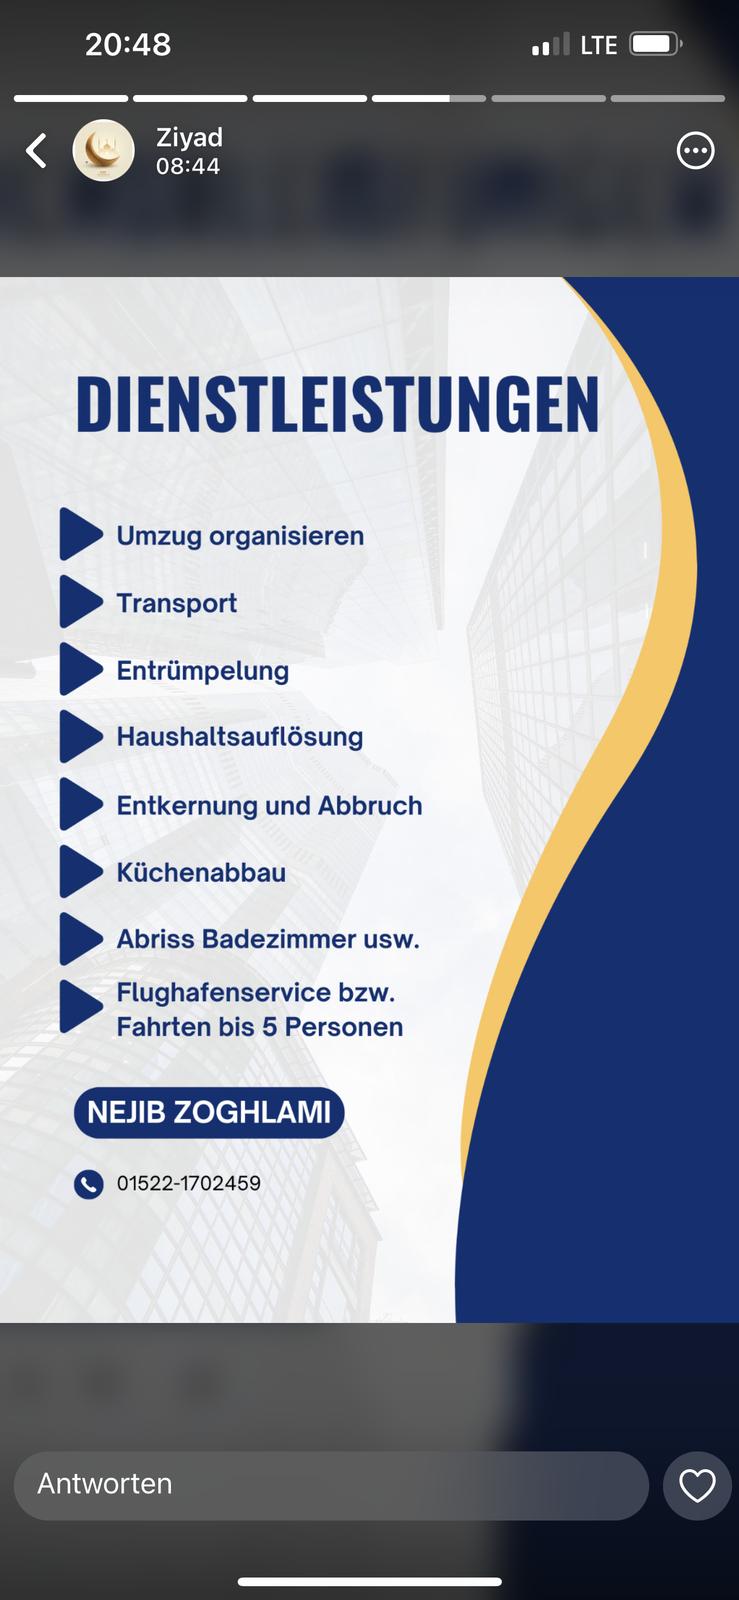 20:48
LTE
Ziyad
08:44
DIENSTLEISTUNGEN
Umzug organisieren
Transport
Entrümpelung
Haushaltsauflösung
Entkernung und Abbruch
Küchenabbau
Abriss Badezimmer usw.
Flughafenservice bzw.
Fahrten bis 5 Personen
NEJIB ZOGHLAMI
01522-1702459
Antworten